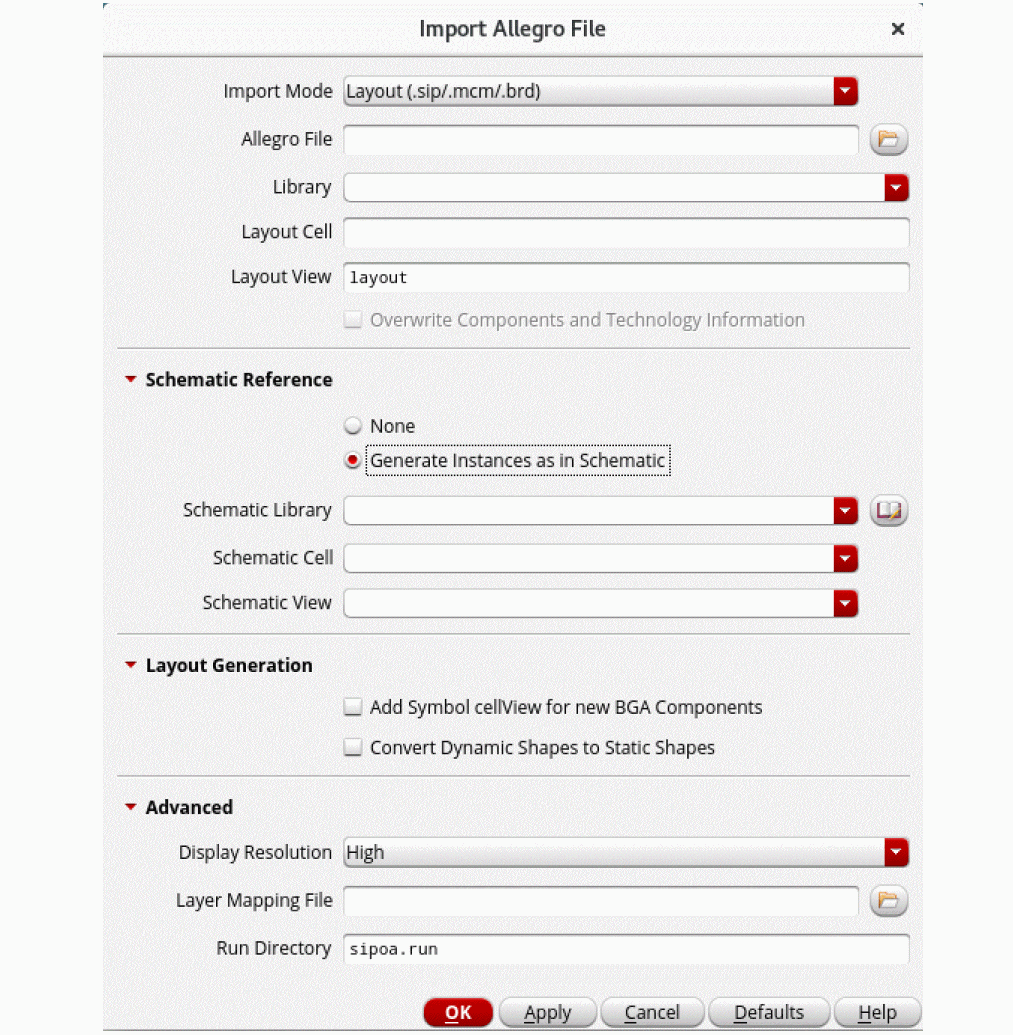 Import Allegro File
Import Mode Layout (.sip/.mcm/.brd)
Allegro File
Library
Layout Cell
Layout View layout
Overwrite Components and Technology Information
Schematic Reference
None
Generate Instances as in Schematic
Schematic Library
Schematic Cell
Schematic View
Layout Generation
Add Symbol cellView for new BGA Components
Convert Dynamic Shapes to Static Shapes
Advanced
Display Resolution High
Layer Mapping File
Run Directory sipoa.run
OK Apply Cancel Defaults Help